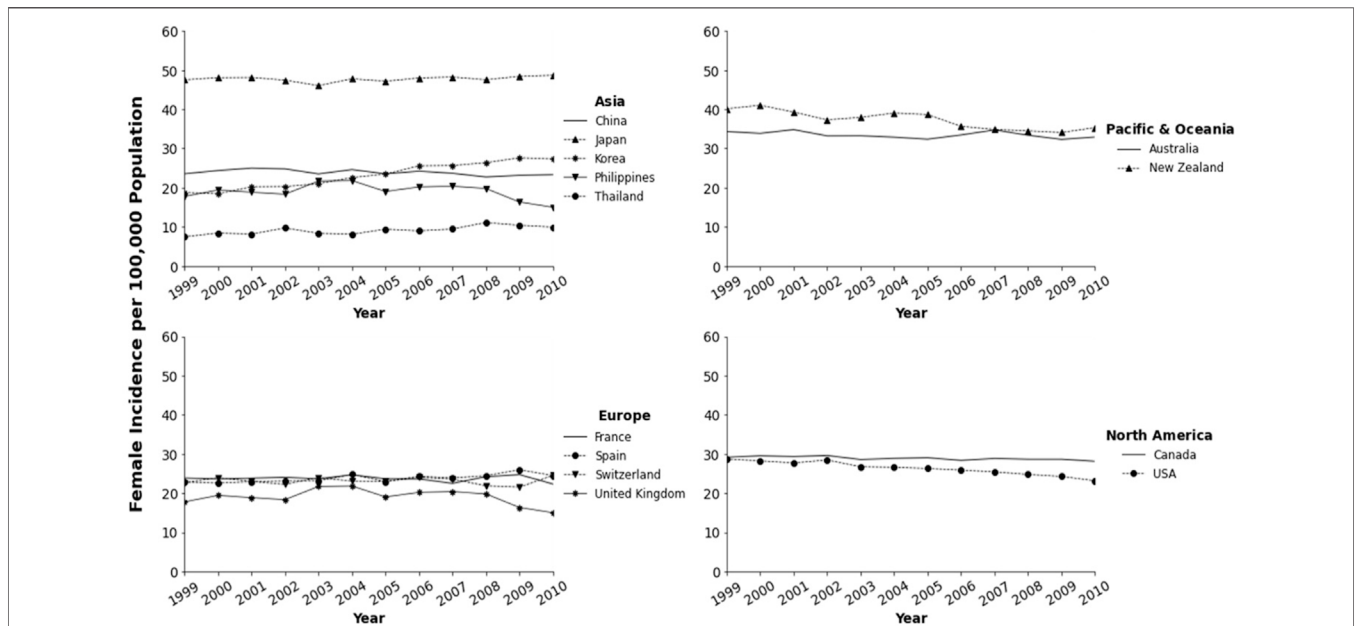 Female Incidence per 100,000 Population
60
50
40
30
20
10
0
1999 2000 2001 2002 2003 2004 2005 2006 2007 2008 2009 2010
Year
Asia
China
Japan
Korea
Philippines
Thailand
60
50
40
30
20
10
0
1999 2000 2001 2002 2003 2004 2005 2006 2007 2008 2009 2010
Year
Pacific & Oceania
Australia
New Zealand
60
50
40
30
20
10
0
1999 2000 2001 2002 2003 2004 2005 2006 2007 2008 2009 2010
Year
Europe
France
Spain
Switzerland
United Kingdom
60
50
40
30
20
10
0
1999 2000 2001 2002 2003 2004 2005 2006 2007 2008 2009 2010
Year
North America
Canada
USA